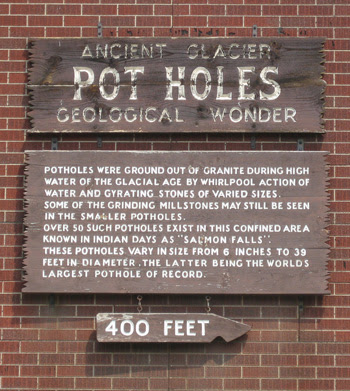 ANCIENT GLACIER
POT HOLES
GEOLOGICAL WONDER
POTHOLES WERE GROUND OUT OF GRANITE DURING HIGH
WATER OF THE GLACIAL AGE BY WHIRLPOOL ACTION OF
WATER AND GYRATING STONES OF VARIED SIZES.
SOME OF THE GRINDING MILLSTONES MAY STILL BE SEEN
IN THE SMALLER POTHOLES.
OVER 50 SUCH POTHOLES EXIST IN THIS CONFINED AREA
KNOWN IN INDIAN DAYS AS "SALMON FALLS".
THESE POTHOLES VARY IN SIZE FROM 6 INCHES TO 39
FEET IN DIAMETER. THE LATTER BEING THE WORLDS
LARGEST POTHOLE OF RECORD.
400 FEET